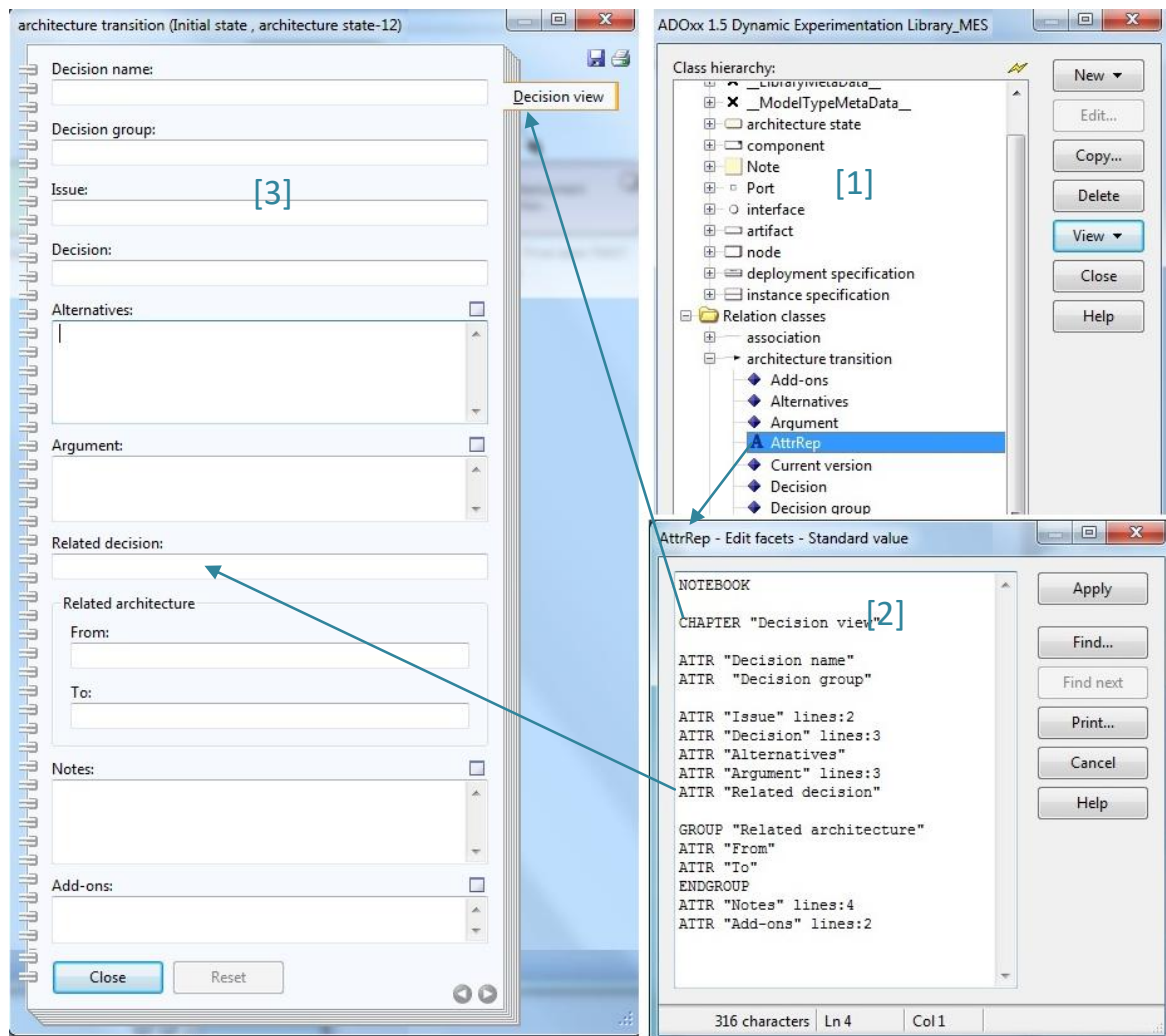 architecture transition (Initial state , architecture state-12)
Decision view
Decision name:
Decision group:
Issue:
[3]
Decision:
Alternatives:
Argument:
Related decision:
Related architecture
From:
To:
Notes:
Add-ons:
Close
Reset
ADOxx 1.5 Dynamic Experimentation Library_MES
Class hierarchy:
__LibraryMetaData__
__ModelTypeMetaData__
architecture state
component
Note
Port
interface
artifact
node
deployment specification
instance specification
Relation classes
association
architecture transition
Add-ons
Alternatives
Argument
A AttrRep
Current version
Decision
Decision group
[1]
New
Edit...
Copy...
Delete
View
Close
Help
AttrRep - Edit facets - Standard value
NOTEBOOK
CHAPTER "Decision view"
[2]
ATTR "Decision name"
ATTR  "Decision group"
ATTR "Issue" lines:2
ATTR "Decision" lines:3
ATTR "Alternatives"
ATTR "Argument" lines:3
ATTR "Related decision"
GROUP "Related architecture"
ATTR "From"
ATTR "To"
ENDGROUP
ATTR "Notes" lines:4
ATTR "Add-ons" lines:2
Apply
Find...
Find next
Print...
Cancel
Help
316 characters Ln 4 Col 1